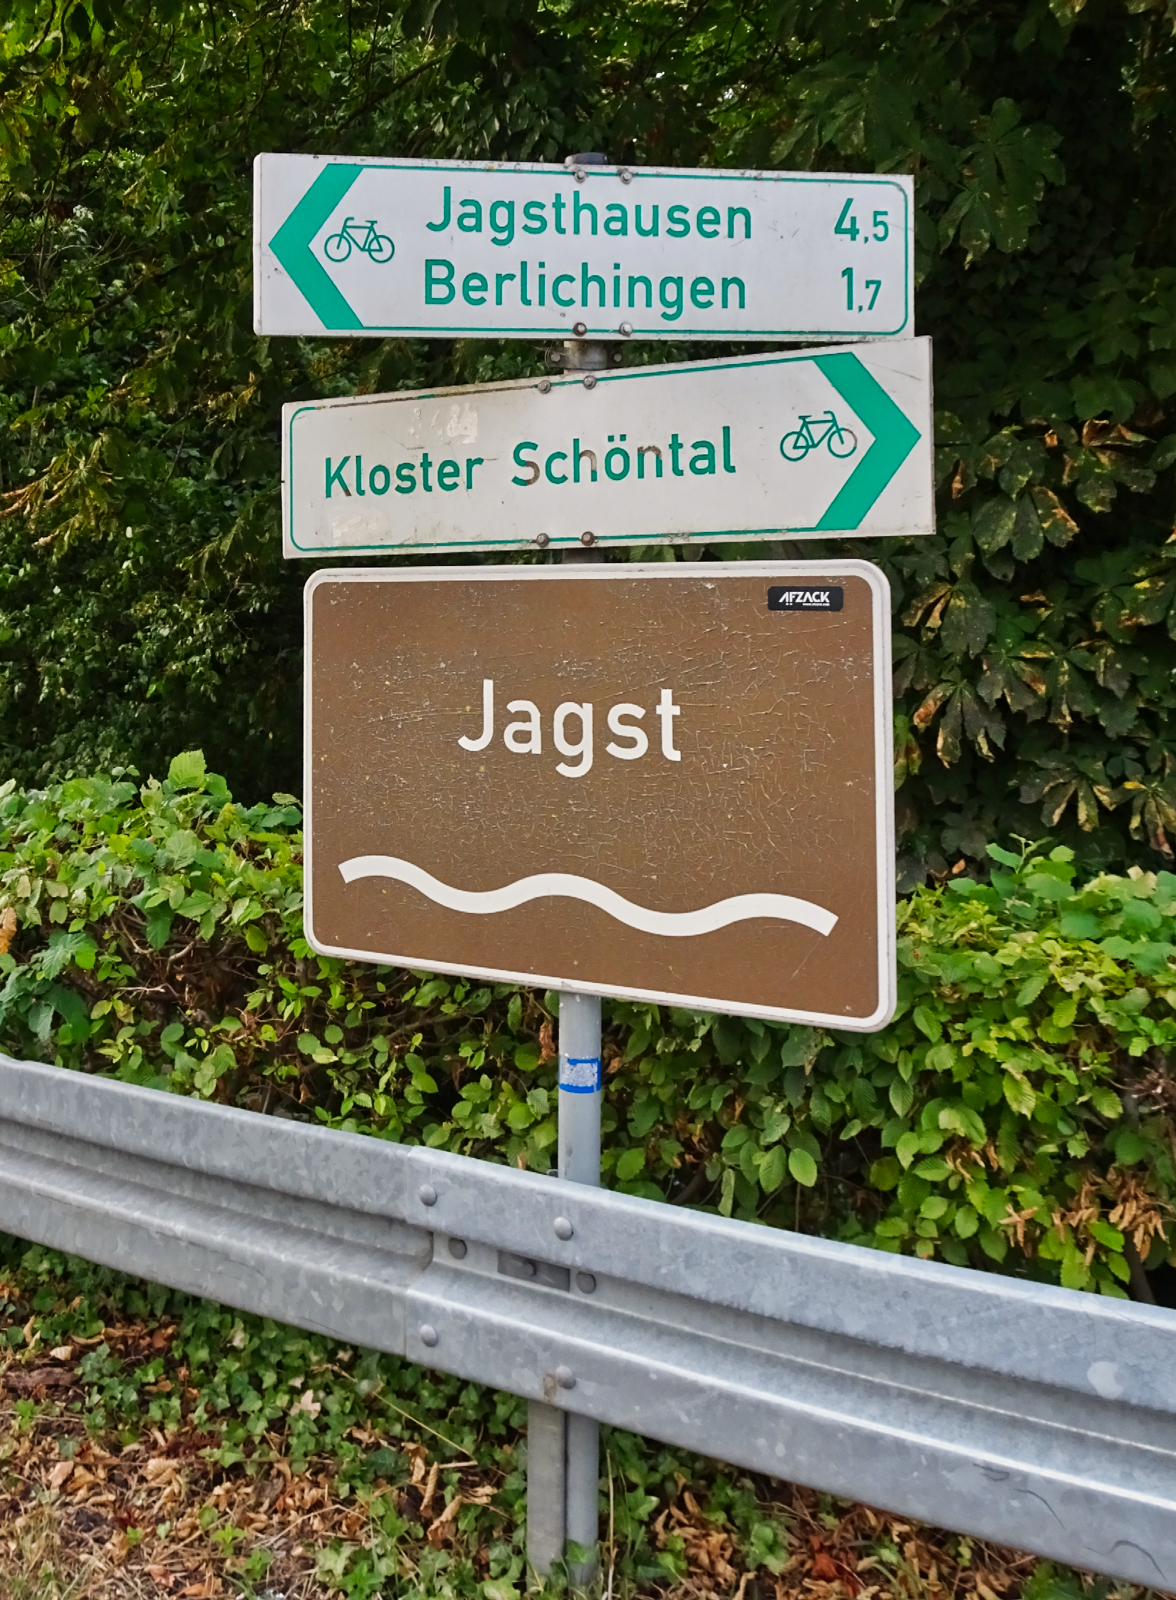 Jagsthausen 4,5
Berlichingen 1,7
Kloster Schöntal
AFZACK
Jagst